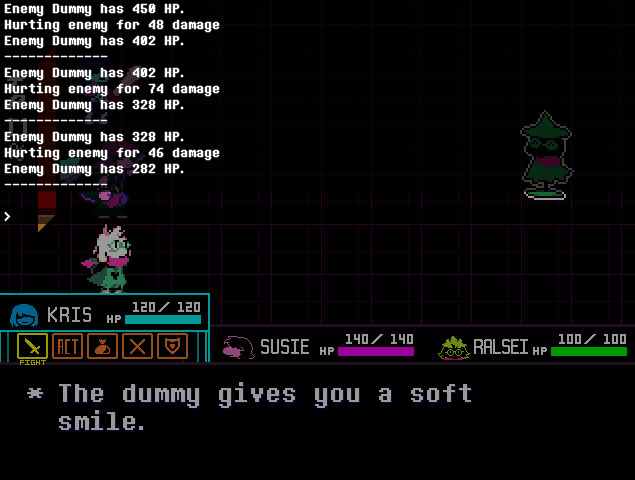 Enemy Dummy has 450 HP.
Hurting enemy for 48 damage
Enemy Dummy has 402 HP.
-------------
Enemy Dummy has 402 HP.
Hurting enemy for 74 damage
Enemy Dummy has 328 HP.
-------------
Enemy Dummy has 328 HP.
Hurting enemy for 46 damage
Enemy Dummy has 282 HP.
-------------
>
KRIS HP 120/ 120
FIGHT ACT
SUSIE HP 140/ 140
RALSEI HP 100/ 100
* The dummy gives you a soft
smile.